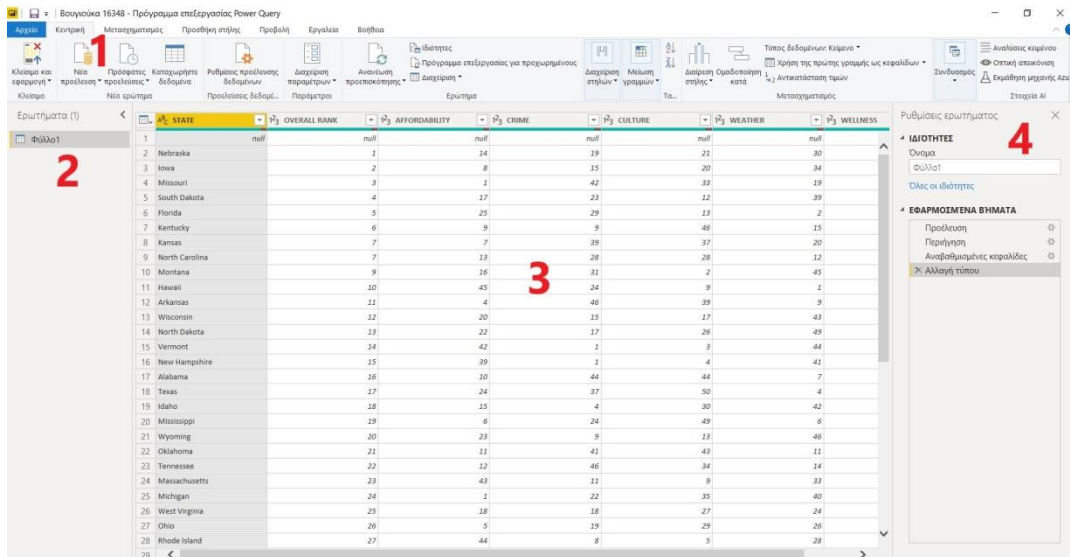 Βουγιούκα 16348 - Πρόγραμμα επεξεργασίας Power Query
Αρχείο Κεντρική Μετασχηματισμός Προσθήκη στήλης Προβολή Εργαλεία Βοήθεια
1
Κλείσιμο και εφαρμογή
Νέα προέλευση
Πρόσφατες προελεύσεις
Καταχωρήστε δεδομένα
Ρυθμίσεις προέλευσης δεδομένων
Διαχείριση παραμέτρων
Ανανέωση προεπισκόπησης
Ιδιότητες
Πρόγραμμα επεξεργασίας για προχωρημένους
Διαχείριση
Διαχείριση στηλών
Μείωση γραμμών
Διαίρεση στήλης
Ομαδοποίηση κατά
Τύπος δεδομένων: Κείμενο
Χρήση της πρώτης γραμμής ως κεφαλίδων
Αντικατάσταση τιμών
Συνδυασμός
Αναλύσεις κειμένου
Οπτική απεικόνιση
Εκμάθηση μηχανής Azu
Κλείσιμο Νέο ερώτημα Προελεύσεις δεδομέ... Παράμετροι Ερώτημα Τα... Μετασχηματισμός Στοιχεία AI
Ερωτήματα (1)
Φύλλο1
2
STATE OVERALL RANK AFFORDABILITY CRIME CULTURE WEATHER WELLNESS
1 null null null null null null
2 Nebraska 1 14 19 21 30
3 Iowa 2 8 15 20 34
4 Missouri 3 1 42 33 19
5 South Dakota 4 17 23 12 39
6 Florida 5 25 29 13 2
7 Kentucky 6 9 9 46 15
8 Kansas 7 7 39 37 20
9 North Carolina 7 13 28 28 12
10 Montana 9 16 31 2 45
11 Hawaii 10 45 24 9 1
12 Arkansas 11 4 46 39 9
13 Wisconsin 12 20 15 17 43
14 North Dakota 13 22 17 26 49
15 Vermont 14 42 1 3 44
16 New Hampshire 15 39 1 4 41
17 Alabama 16 10 44 44 7
18 Texas 17 24 37 50 4
19 Idaho 18 15 4 30 42
20 Mississippi 19 6 24 49 6
21 Wyoming 20 23 9 13 46
22 Oklahoma 21 11 41 43 11
23 Tennessee 22 12 46 34 14
24 Massachusetts 23 43 11 9 33
25 Michigan 24 1 22 35 40
26 West Virginia 25 18 18 27 24
27 Ohio 26 5 19 29 26
28 Rhode Island 27 44 8 5 28
29
3
Ρυθμίσεις ερωτήματος
4
ΙΔΙΌΤΗΤΕΣ
Όνομα
Φύλλο1
Όλες οι ιδιότητες
ΕΦΑΡΜΟΣΜΈΝΑ ΒΉΜΑΤΑ
Προέλευση
Περιήγηση
Αναβαθμισμένες κεφαλίδες
Αλλαγή τύπου